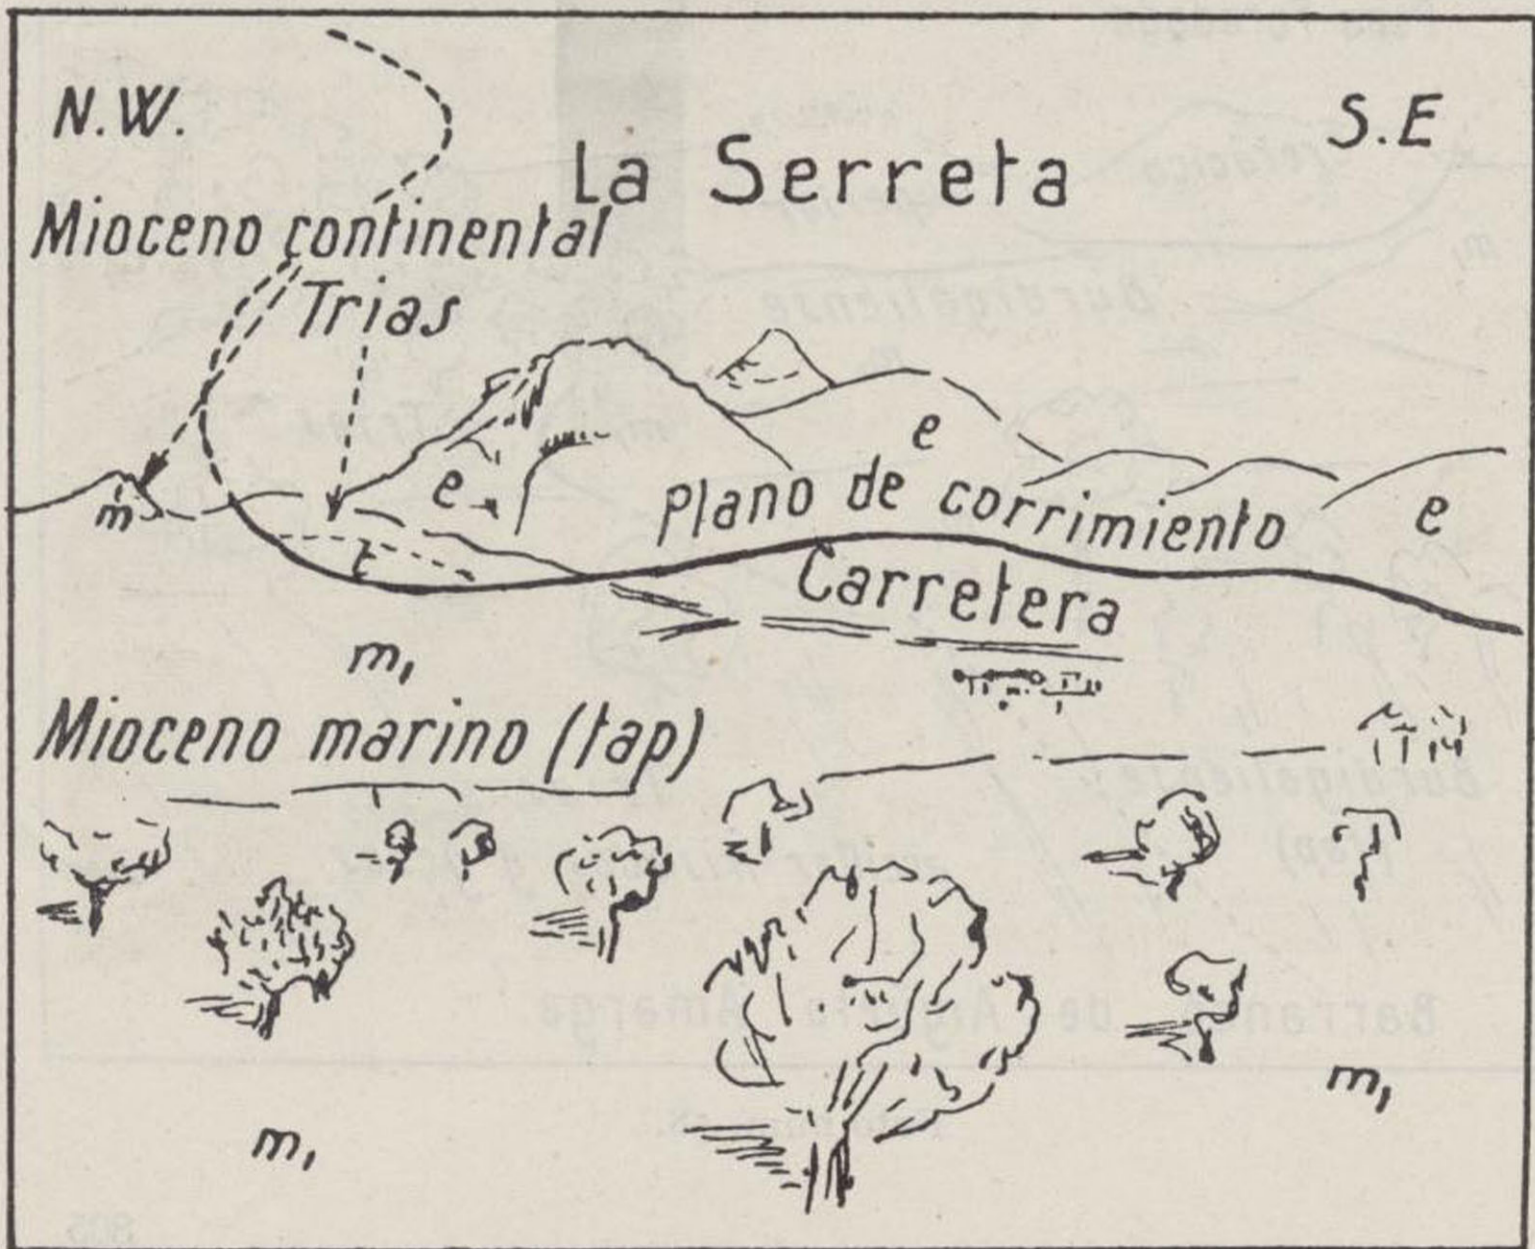 N.W.
S.E
La Serreta
Mioceno continental
Trias
e
e
Plano de corrimiento
e
m
t
Carretera
m₁
Mioceno marino (tap)
m₁
m₁